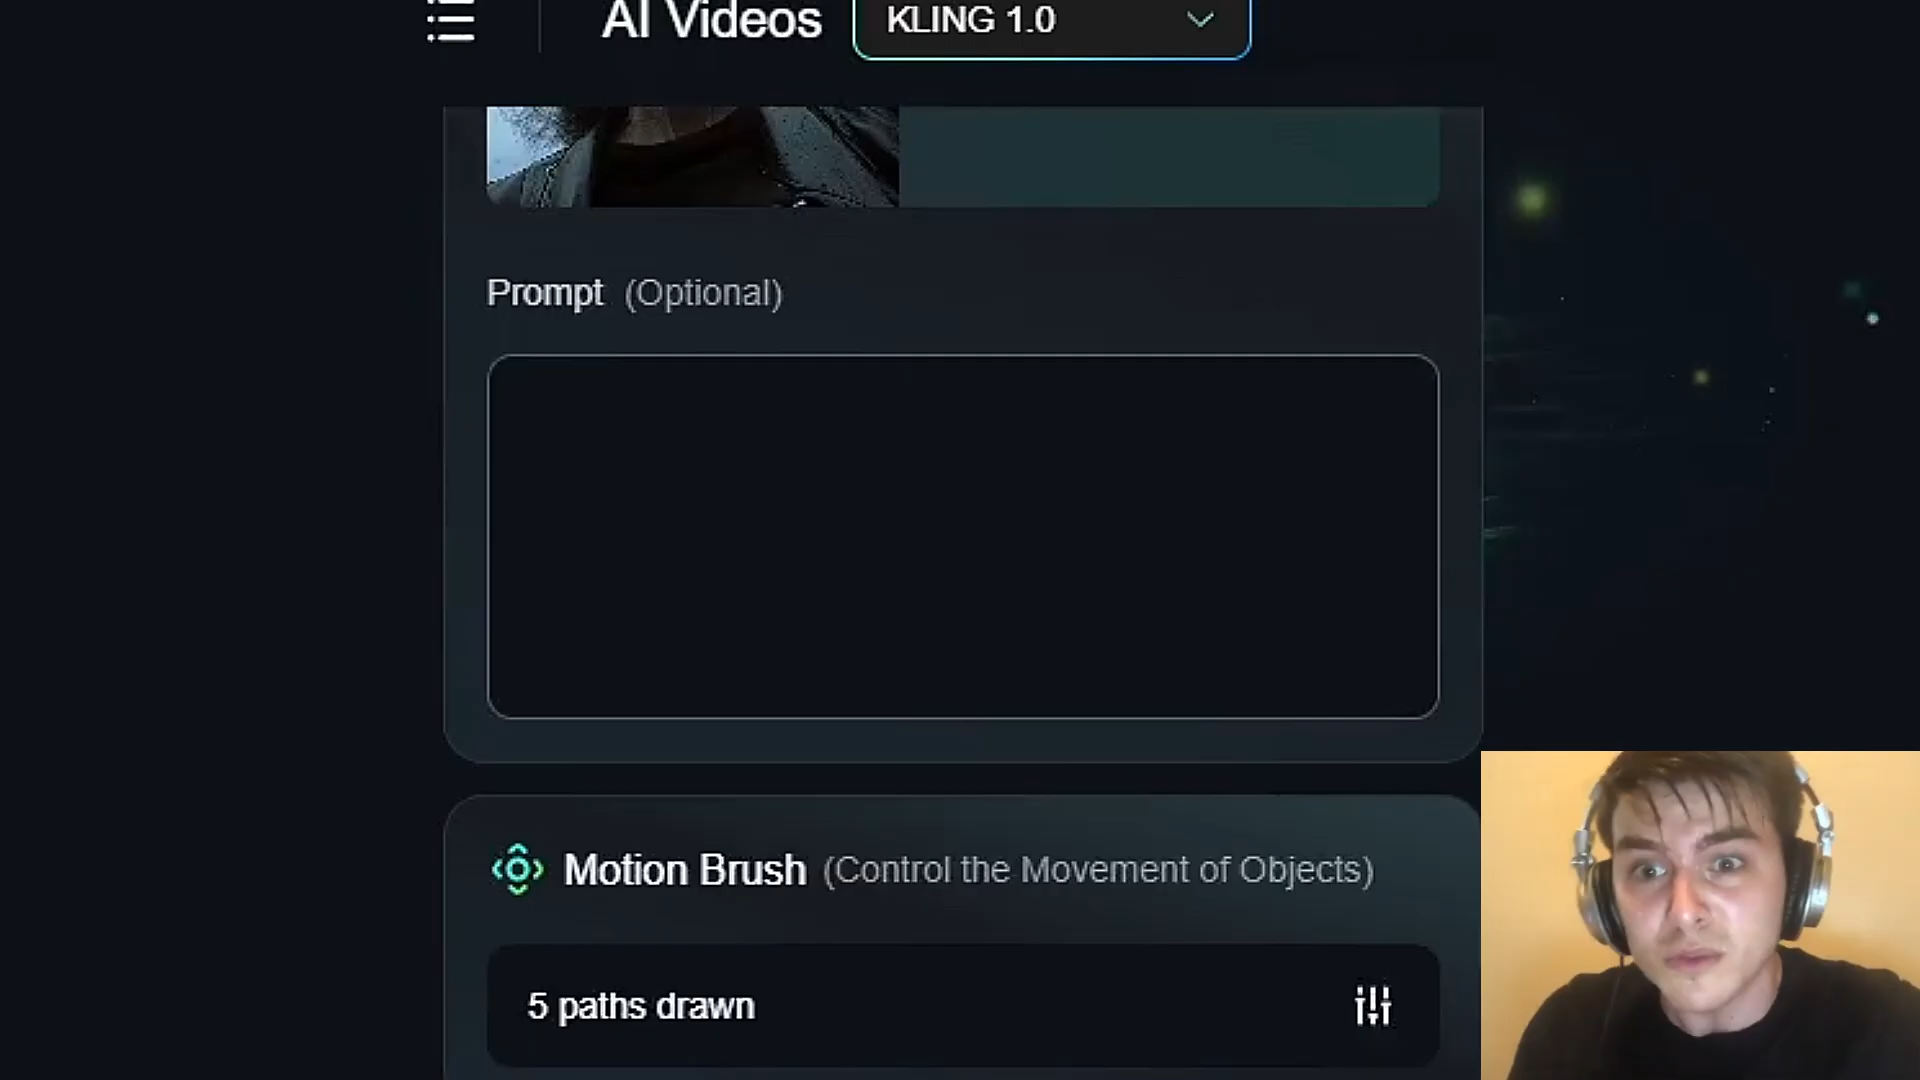 AI Videos KLING 1.0
Prompt (Optional)
Motion Brush (Control the Movement of Objects)
5 paths drawn